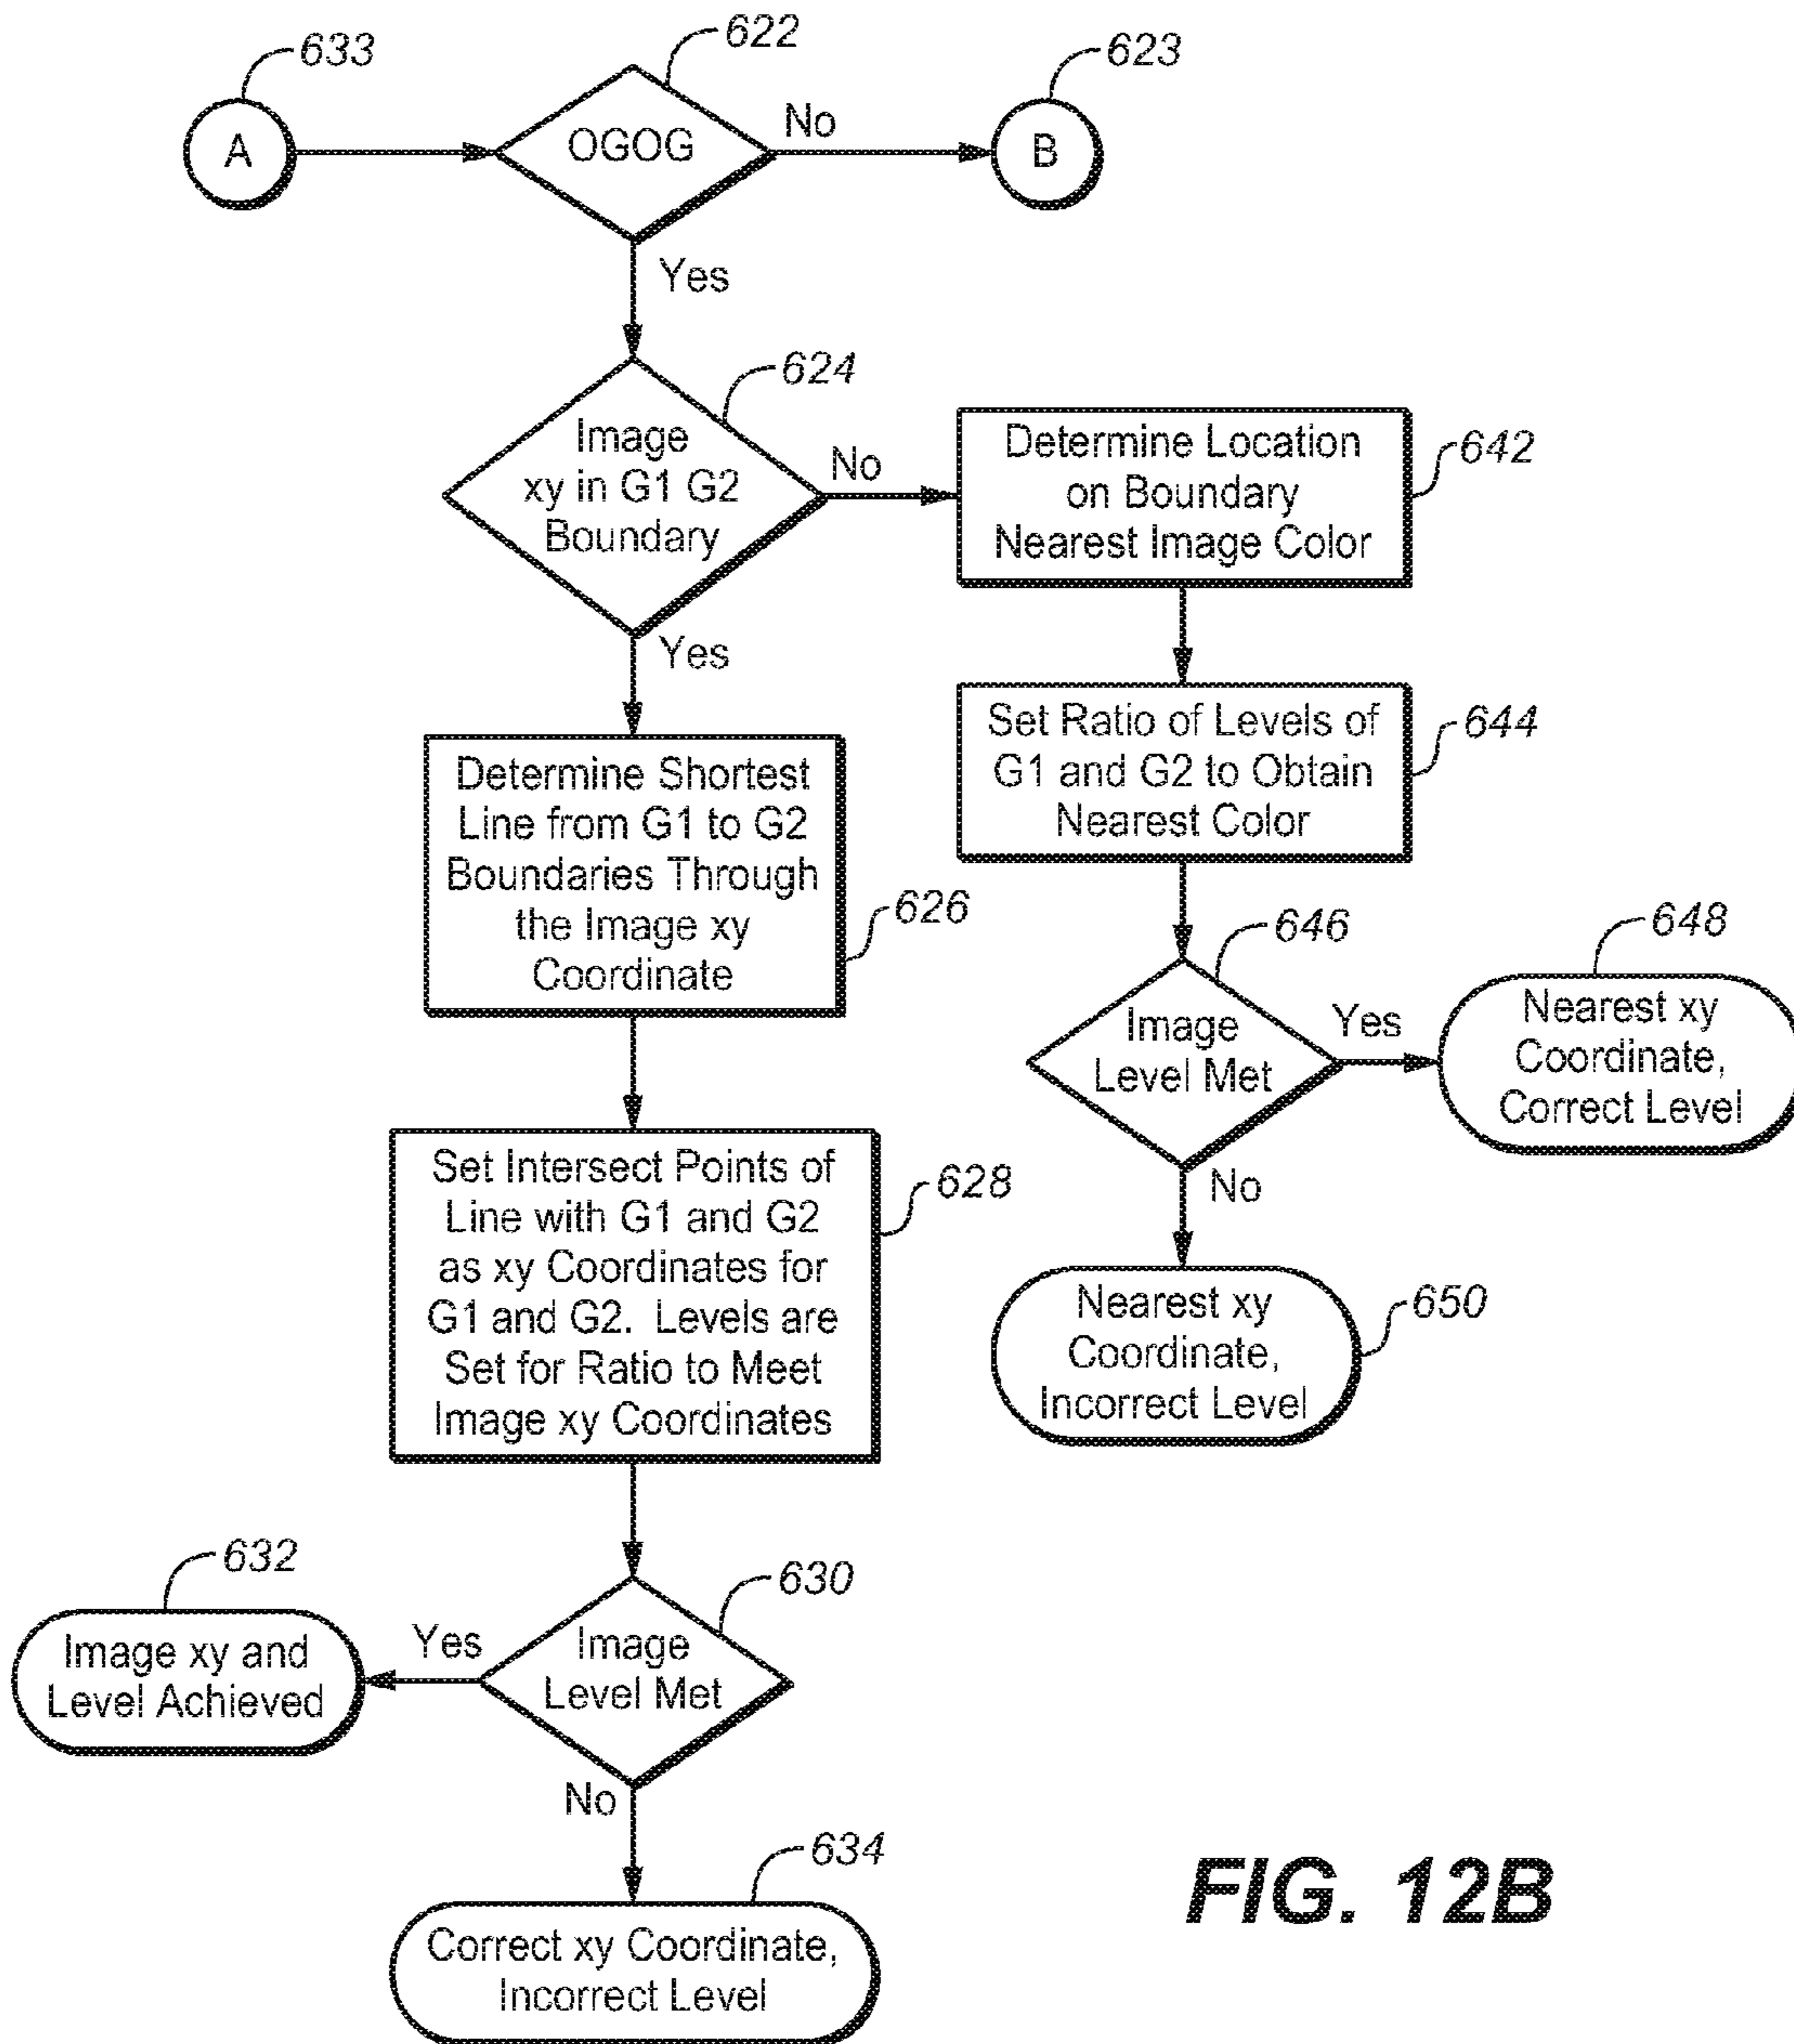 633
622
623
A
OGOG
No
B
Yes
624
Image
xy in G1 G2
Boundary
No
Determine Location
on Boundary
Nearest Image Color
642
Yes
Determine Shortest
Line from G1 to G2
Boundaries Through
the Image xy
Coordinate
626
Set Ratio of Levels of
G1 and G2 to Obtain
Nearest Color
644
646
Image
Level Met
Yes
648
Nearest xy
Coordinate,
Correct Level
No
Set Intersect Points of
Line with G1 and G2
as xy Coordinates for
G1 and G2. Levels are
Set for Ratio to Meet
Image xy Coordinates
628
Nearest xy
Coordinate,
Incorrect Level
650
632
630
Image xy and
Level Achieved
Yes
Image
Level Met
No
634
Correct xy Coordinate,
Incorrect Level
FIG. 12B